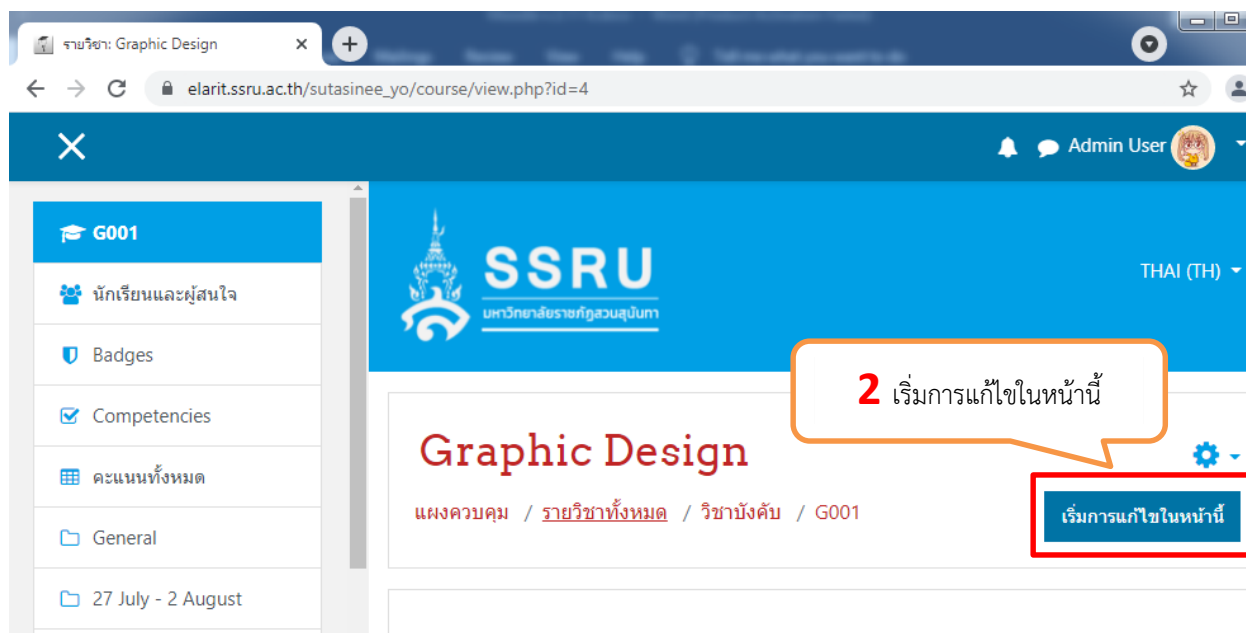 รายวิชา: Graphic Design
elarit.ssru.ac.th/sutasinee_yo/course/view.php?id=4
Admin User
G001
SSRU
มหาวิทยาลัยราชภัฏสวนสุนันทา
THAI (TH)
นักเรียนและผู้สนใจ
Badges
2 เริ่มการแก้ไขในหน้านี้
Competencies
Graphic Design
คะแนนทั้งหมด
แผงควบคุม / รายวิชาทั้งหมด / วิชาบังคับ / G001
เริ่มการแก้ไขในหน้านี้
General
27 July - 2 August